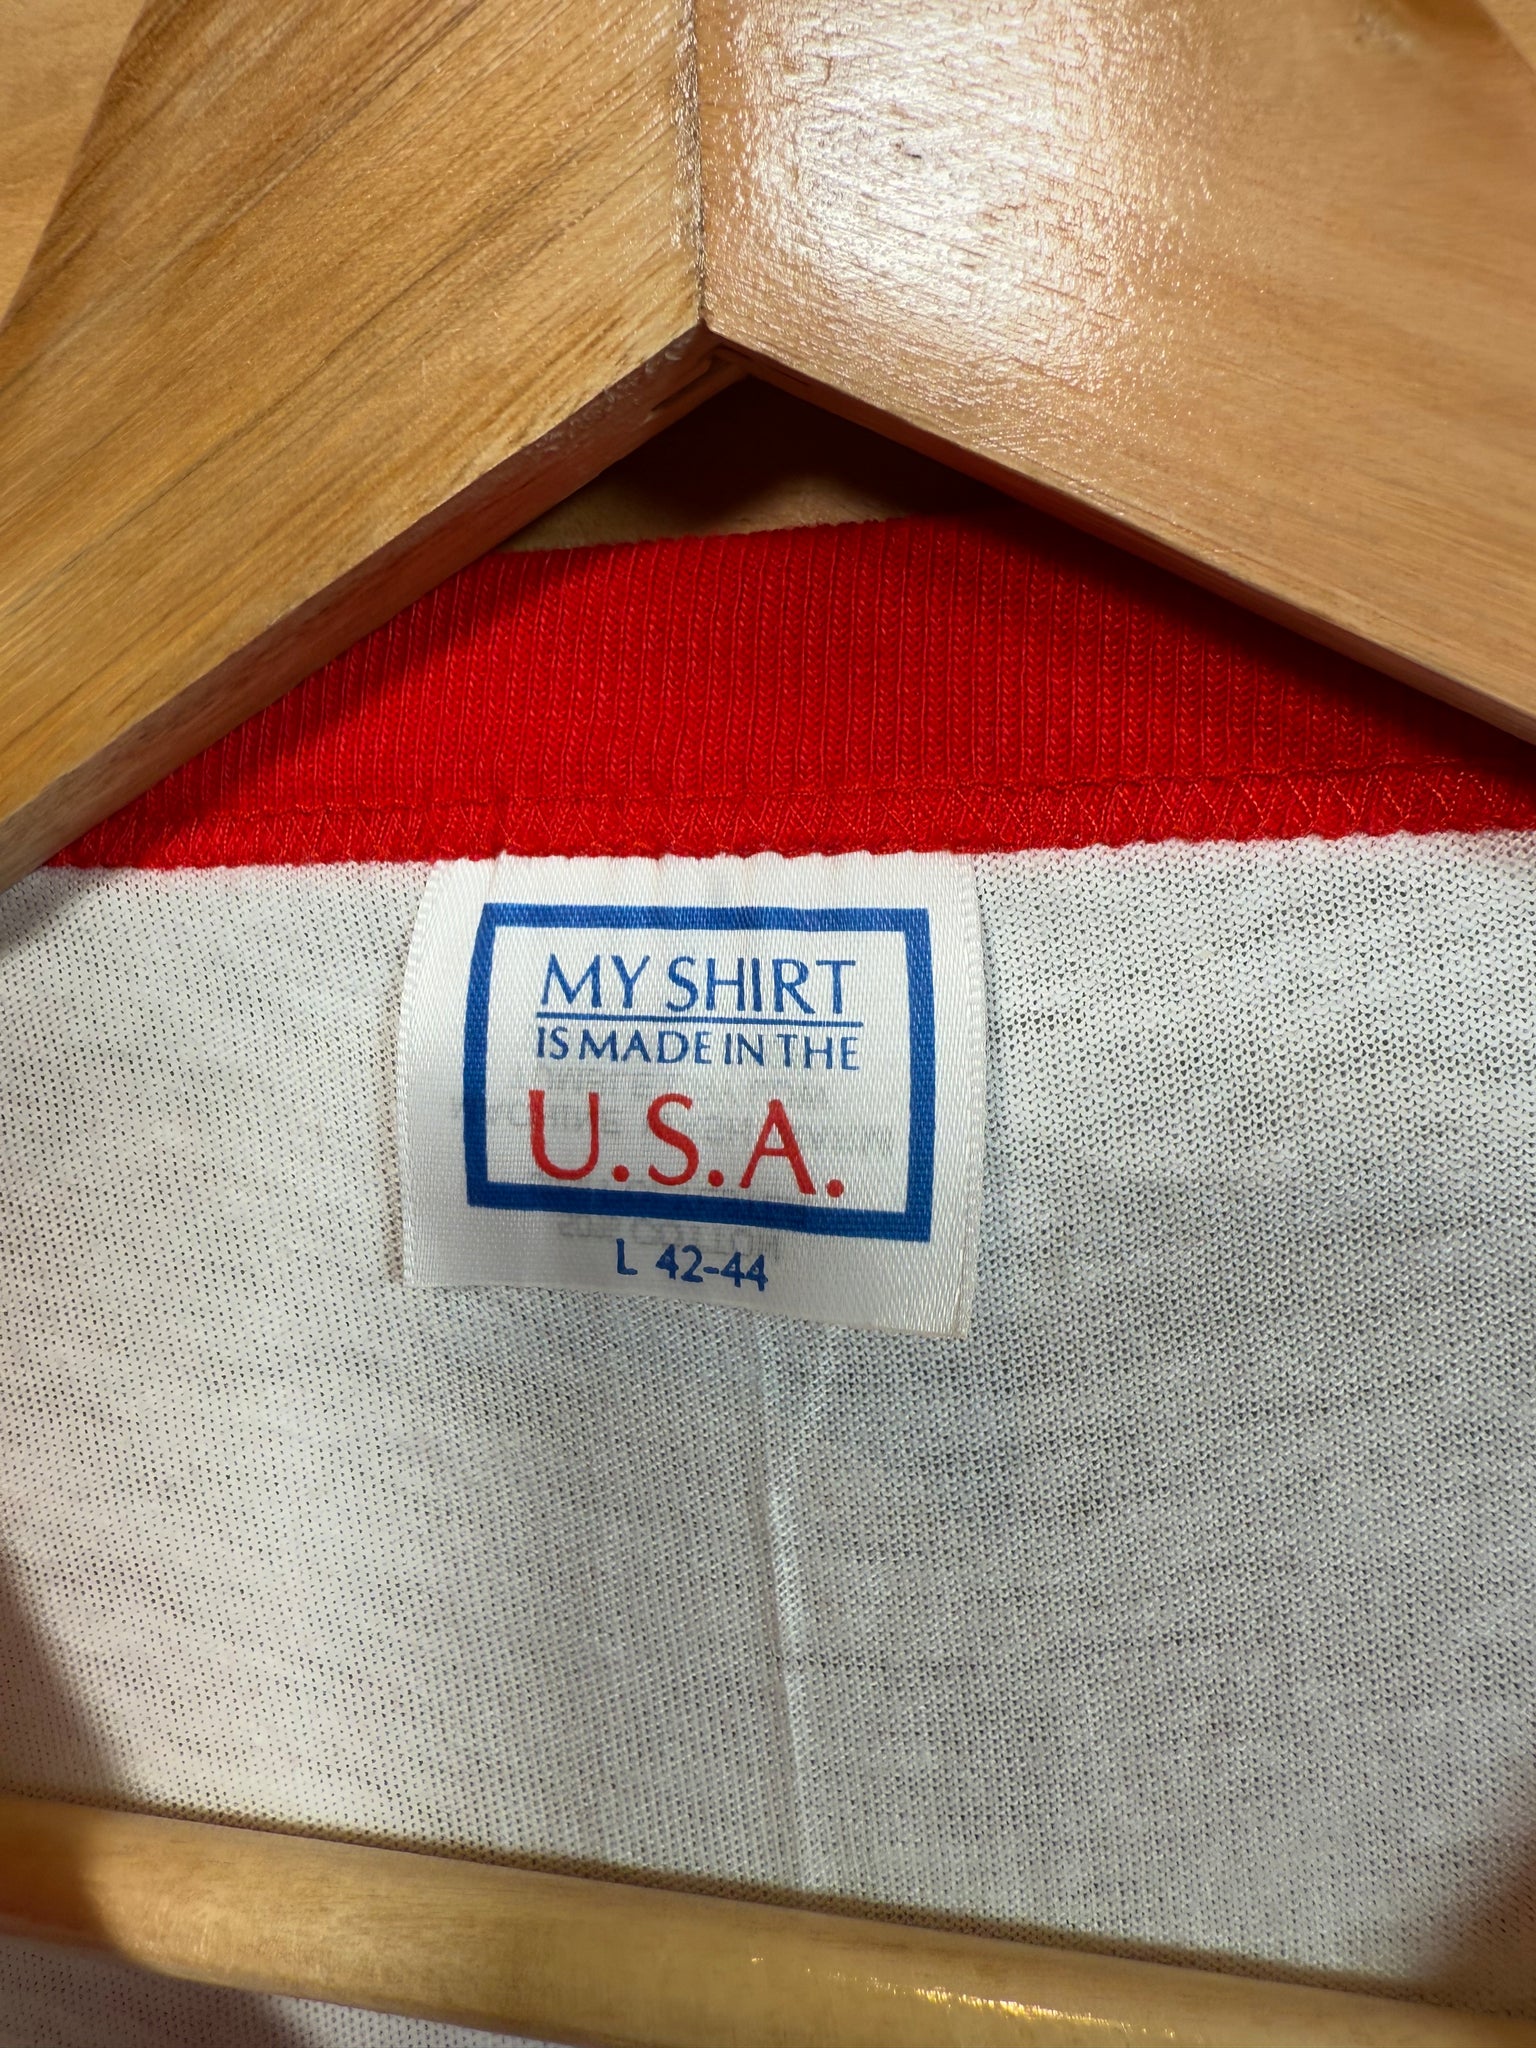 MY SHIRT
IS MADE IN THE
U.S.A.
L 42-44